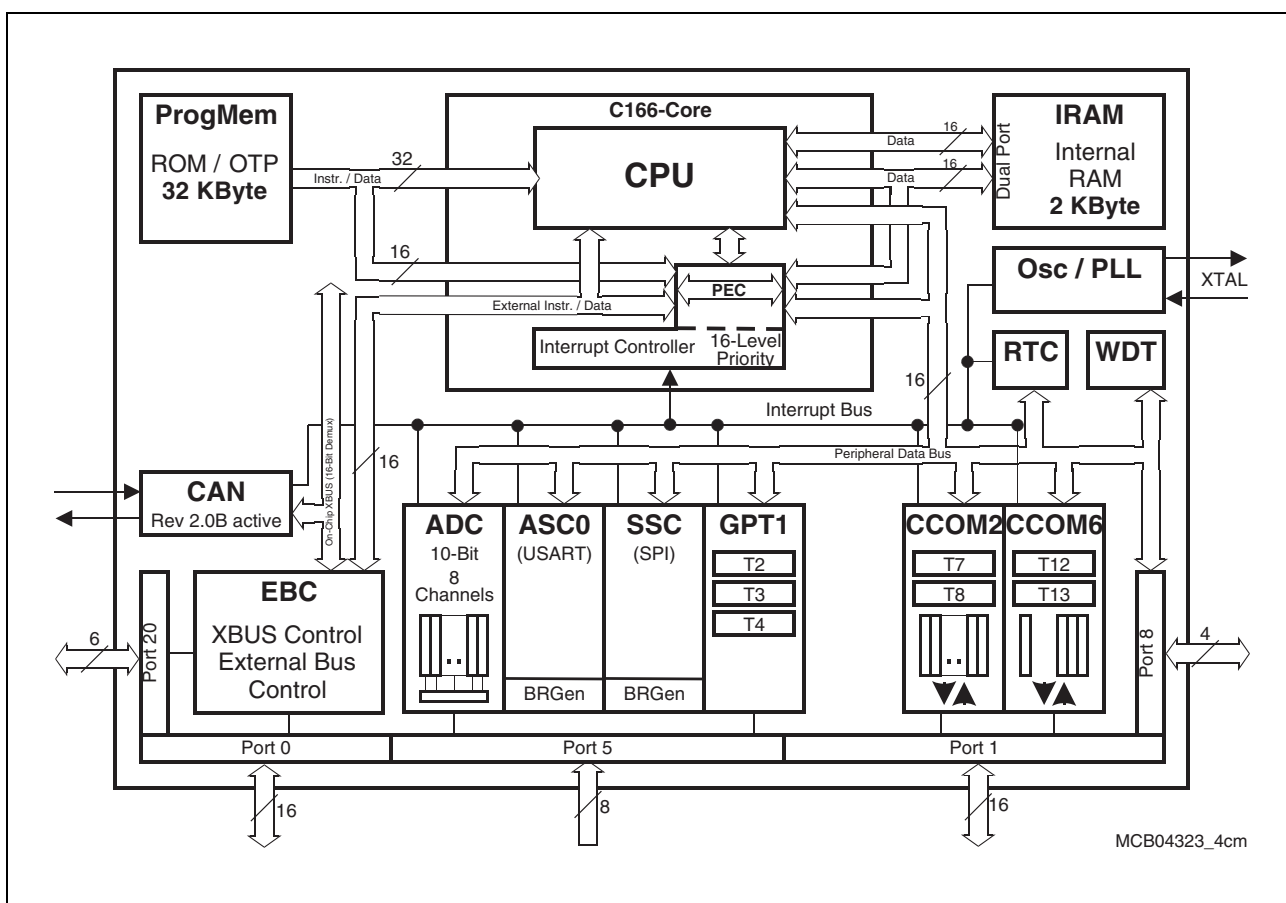 ProgMem
ROM / OTP
32 KByte
C166-Core
CPU
IRAM
Internal
RAM
2 KByte
Dual Port
32
Instr. / Data
16
Data
16
Data
16
PEC
External Instr. / Data
Interrupt Controller
16-Level
Priority
Osc / PLL
XTAL
RTC
WDT
16
Interrupt Bus
Peripheral Data Bus
16
On-Chip XBUS (16-Bit Demux)
CAN
Rev 2.0B active
EBC
XBUS Control
External Bus
Control
ADC
10-Bit
8
Channels
ASC0
(USART)
BRGen
SSC
(SPI)
BRGen
GPT1
T2
T3
T4
CCOM2
T7
T8
CCOM6
T12
T13
6
Port 20
Port 8
4
Port 0
Port 5
Port 1
16
8
16
MCB04323_4cm